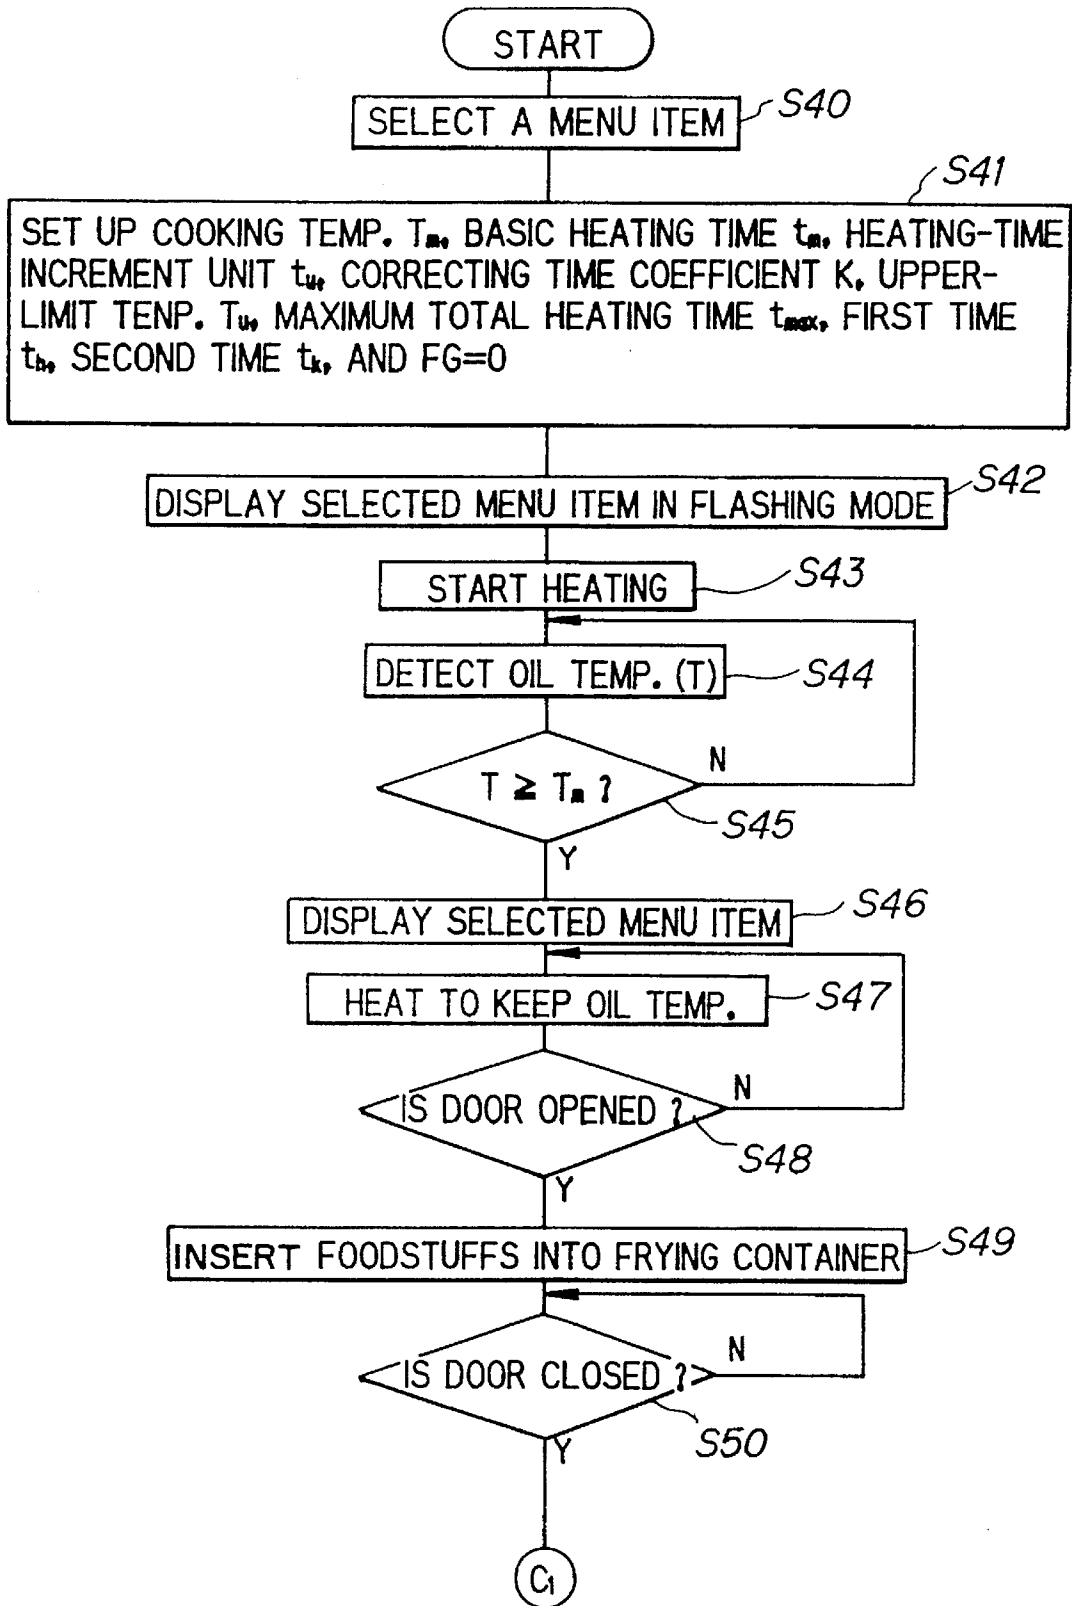 START
SELECT A MENU ITEM
S40
S41
SET UP COOKING TEMP. Tm, BASIC HEATING TIME tm, HEATING-TIME
INCREMENT UNIT tu, CORRECTING TIME COEFFICIENT K, UPPER-
LIMIT TENP. Tu, MAXIMUM TOTAL HEATING TIME tmax, FIRST TIME
th, SECOND TIME tk, AND FG=0
DISPLAY SELECTED MENU ITEM IN FLASHING MODE
S42
START HEATING
S43
DETECT OIL TEMP. (T)
S44
T ≧ Tm ?
N
S45
Y
DISPLAY SELECTED MENU ITEM
S46
HEAT TO KEEP OIL TEMP.
S47
IS DOOR OPENED ?
N
S48
Y
INSERT FOODSTUFFS INTO FRYING CONTAINER
S49
IS DOOR CLOSED ?
N
S50
Y
C1